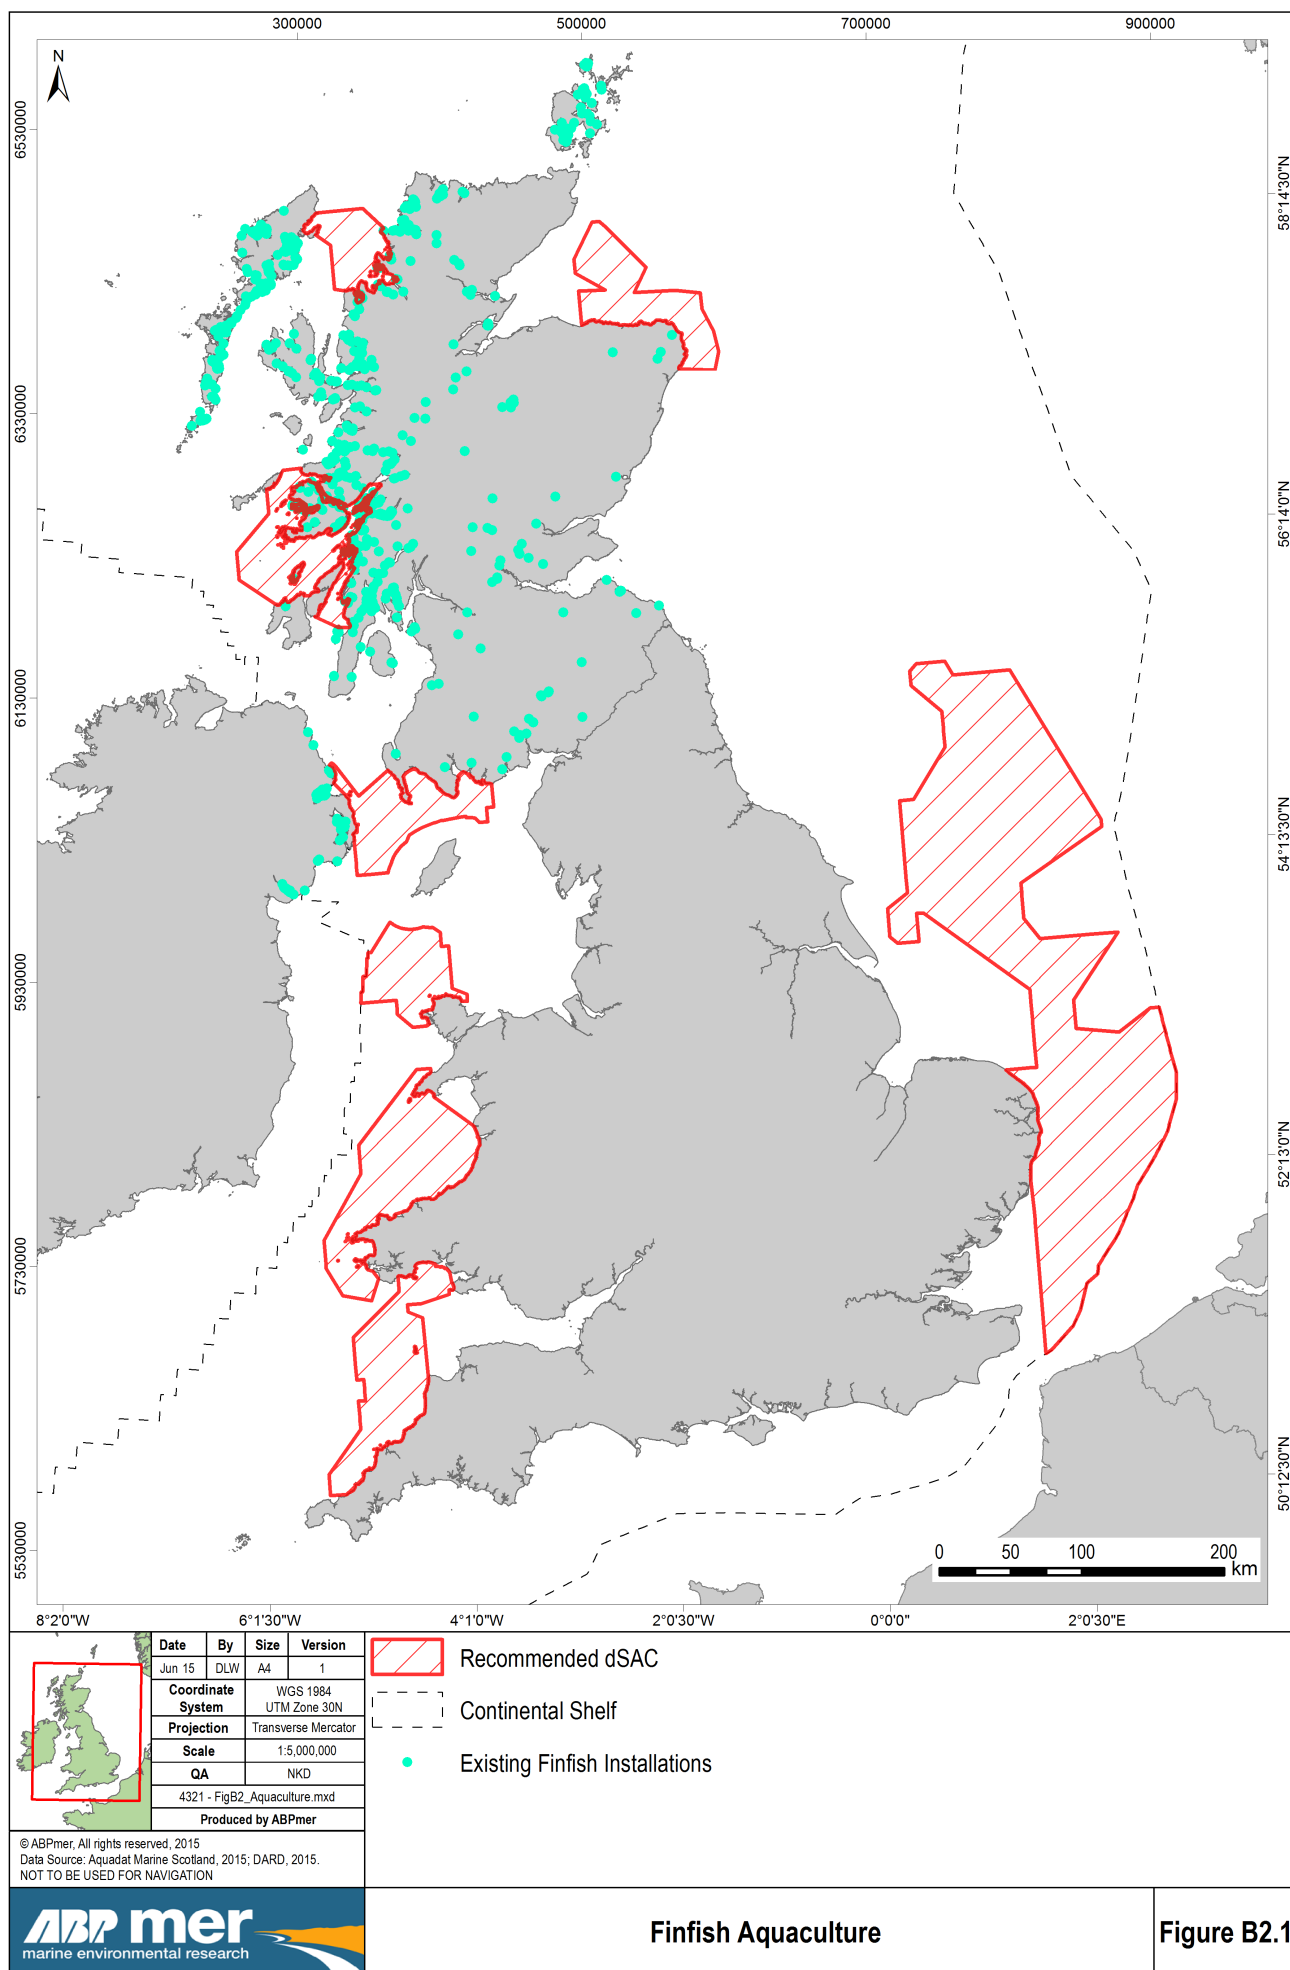 300000
500000
700000
900000
N
6530000
6330000
6130000
5930000
5730000
5530000
58°14'30"N
56°14'0"N
54°13'30"N
52°13'0"N
50°12'30"N
0 50 100 200
km
8°2'0"W
6°1'30"W
4°1'0"W
2°0'30"W
0°0'0"
2°0'30"E
Date By Size Version
Jun 15 DLW A4 1
Coordinate System WGS 1984
UTM Zone 30N
Projection Transverse Mercator
Scale 1:5,000,000
QA NKD
4321 - FigB2_Aquaculture.mxd
Produced by ABPmer
© ABPmer, All rights reserved, 2015
Data Source: Aquadat Marine Scotland, 2015; DARD, 2015.
NOT TO BE USED FOR NAVIGATION
Recommended dSAC
Continental Shelf
Existing Finfish Installations
ABP mer
marine environmental research
Finfish Aquaculture
Figure B2.1